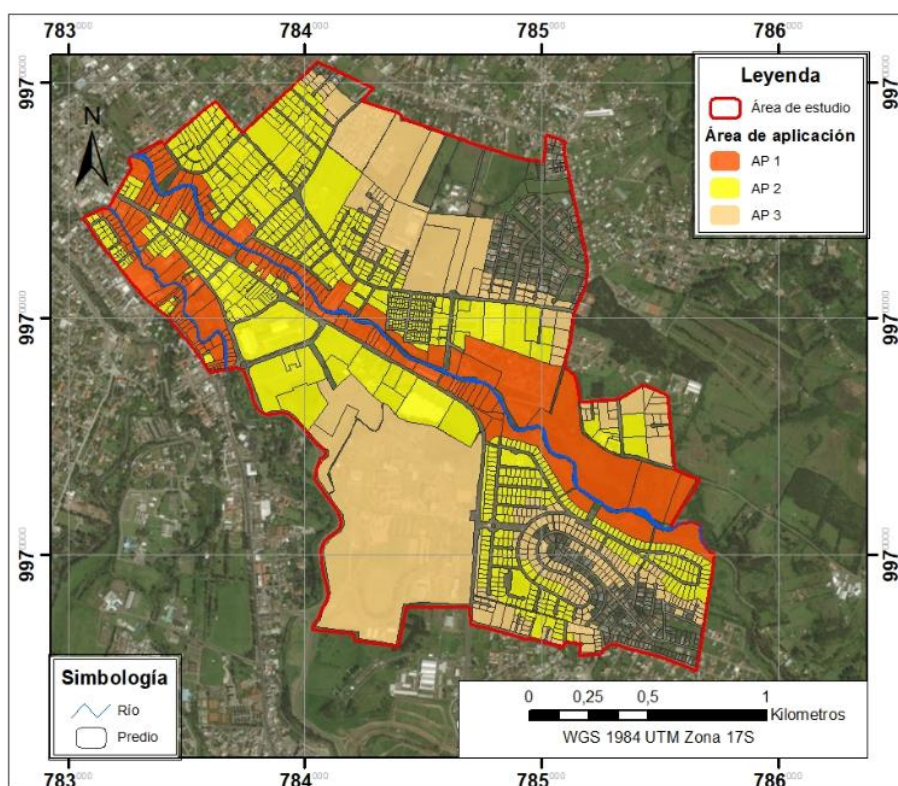 783000 784000 785000 786000
N
Leyenda
Área de estudio
Área de aplicación
AP 1
AP 2
AP 3
997 0000 997 0000
997 997
997 997
Simbología
Río
Predio
0 0,25 0,5 1
Kilometros
WGS 1984 UTM Zona 17S
783000 784000 785000 786000